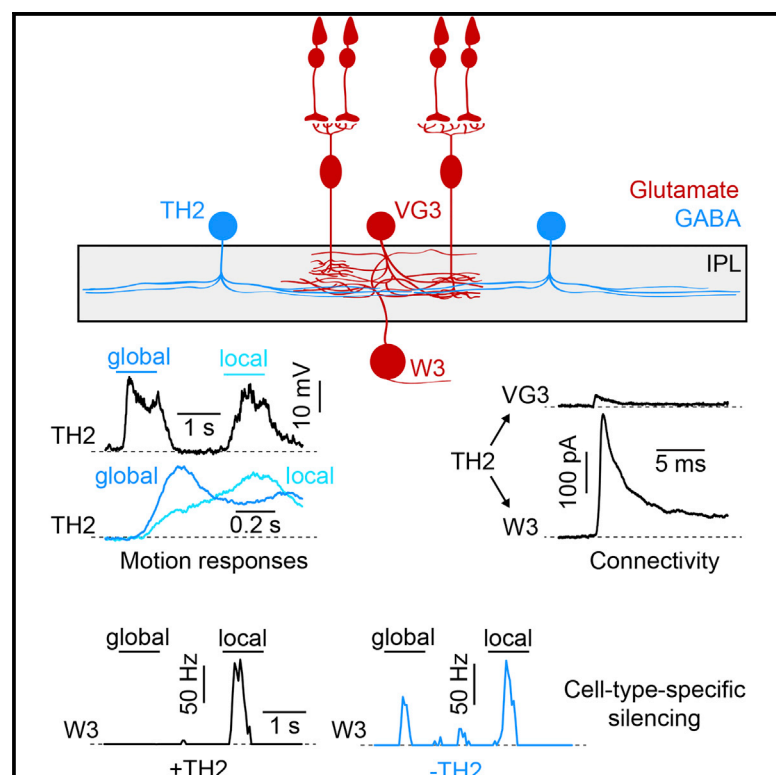 Glutamate
GABA
TH2
VG3
IPL
W3
global
local
10 mV
1 s
TH2
global
local
0.2 s
TH2
Motion responses
VG3
TH2
W3
100 pA
5 ms
Connectivity
global
local
50 Hz
1 s
W3
+TH2
global
local
50 Hz
W3
-TH2
Cell-type-specific
silencing